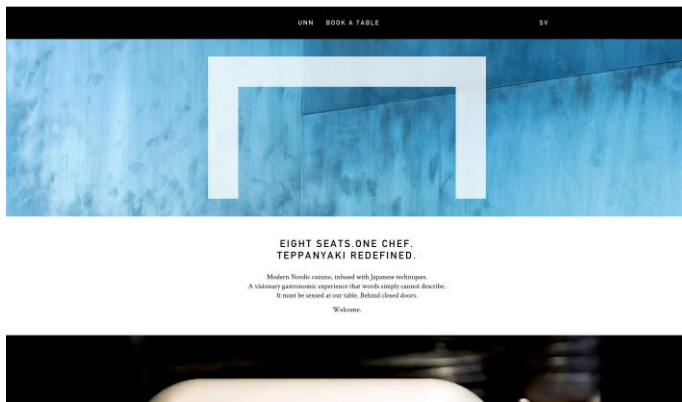 UNN BOOK A TABLE SV
EIGHT SEATS.ONE CHEF.
TEPPANYAKI REDEFINED.
Modern Nordic cuisine, infused with Japanese techniques.
A visionary gastronomic experience that words simply cannot describe.
It must be sensed at our table. Behind closed doors.
Welcome.